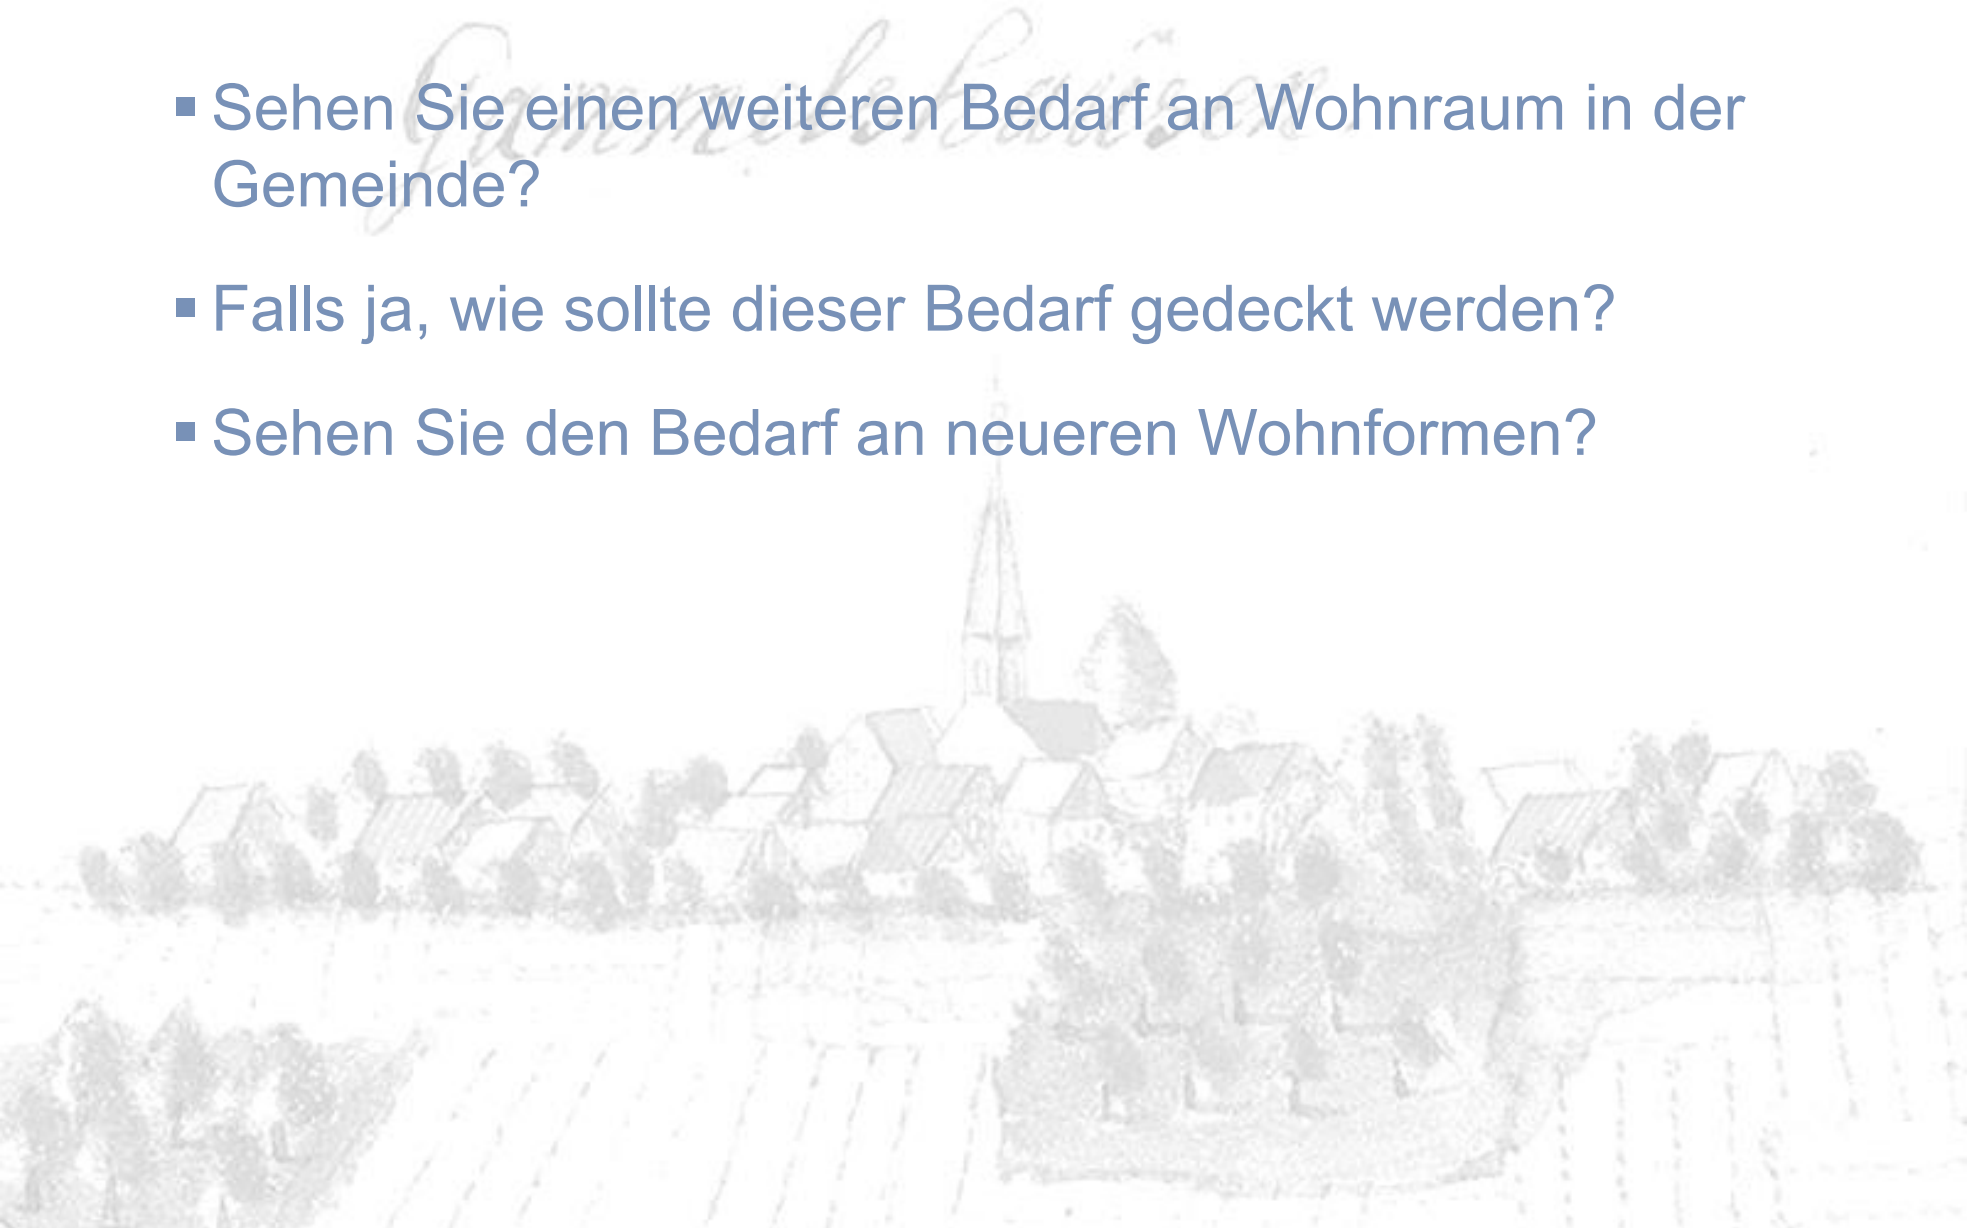 Gammelshausen
▪ Sehen Sie einen weiteren Bedarf an Wohnraum in der
Gemeinde?
▪ Falls ja, wie sollte dieser Bedarf gedeckt werden?
▪ Sehen Sie den Bedarf an neueren Wohnformen?